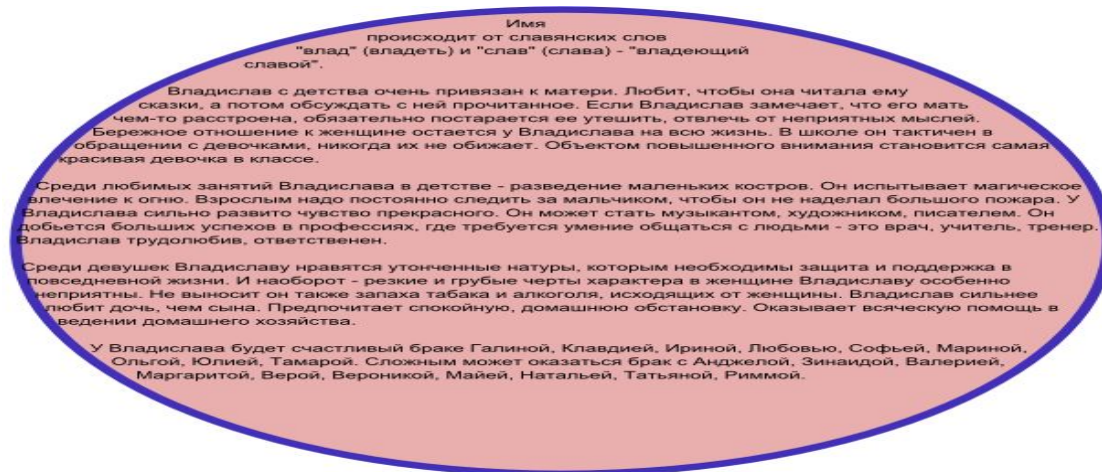 Имя
происходит от славянских слов
"влад" (владеть) и "слав" (слава) - "владеющий
славой".
Владислав с детства очень привязан к матери. Любит, чтобы она читала ему
сказки, а потом обсуждать с ней прочитанное. Если Владислав замечает, что его мать
чем-то расстроена, обязательно постарается ее утешить, отвлечь от неприятных мыслей.
Бережное отношение к женщине остается у Владислава на всю жизнь. В школе он тактичен в
обращении с девочками, никогда их не обижает. Объектом повышенного внимания становится самая
красивая девочка в классе.
Среди любимых занятий Владислава в детстве - разведение маленьких костров. Он испытывает магическое
влечение к огню. Взрослым надо постоянно следить за мальчиком, чтобы он не наделал большого пожара. У
Владислава сильно развито чувство прекрасного. Он может стать музыкантом, художником, писателем. Он
добьется больших успехов в профессиях, где требуется умение общаться с людьми - это врач, учитель, тренер.
Владислав трудолюбив, ответственен.
Среди девушек Владиславу нравятся утонченные натуры, которым необходимы защита и поддержка в
повседневной жизни. И наоборот - резкие и грубые черты характера в женщине Владиславу особенно
неприятны. Не выносит он также запаха табака и алкоголя, исходящих от женщины. Владислав сильнее
любит дочь, чем сына. Предпочитает спокойную, домашнюю обстановку. Оказывает всяческую помощь в
ведении домашнего хозяйства.
У Владислава будет счастливый браке Галиной, Клавдией, Ириной, Любовью, Софьей, Мариной,
Ольгой, Юлией, Тамарой. Сложным может оказаться брак с Анджелой, Зинаидой, Валерией,
Маргаритой, Верой, Вероникой, Майей, Натальей, Татьяной, Риммой.